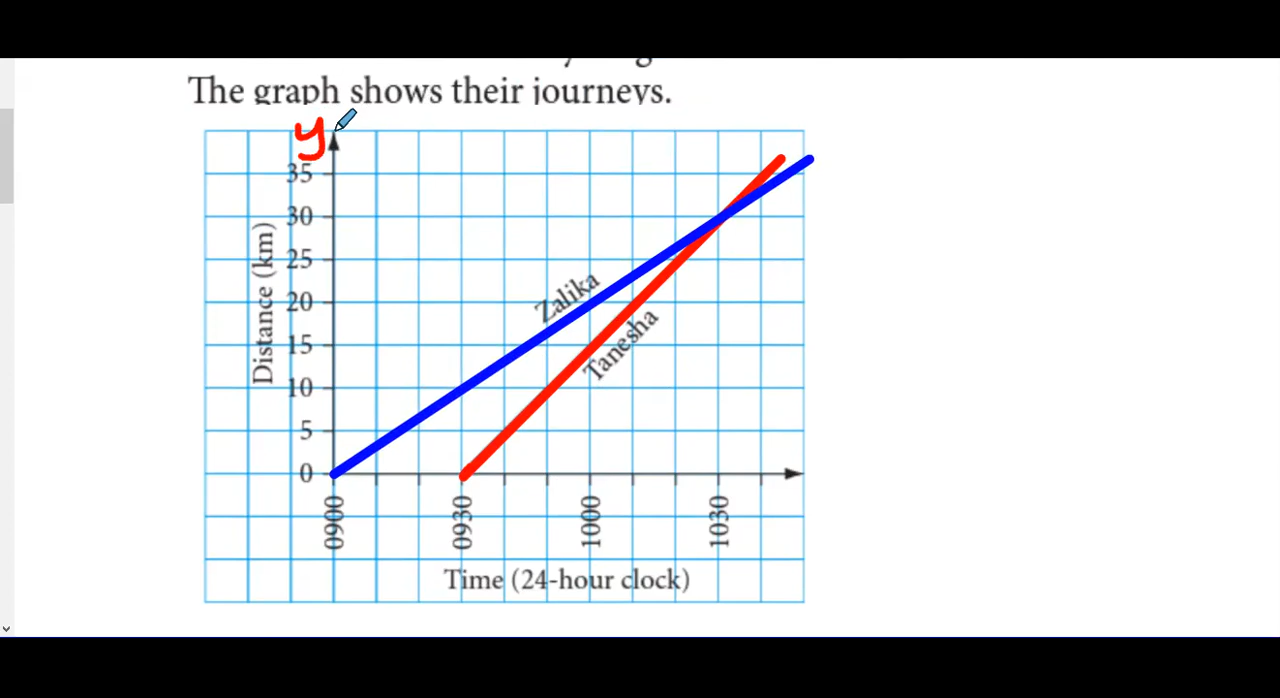 The graph shows their journeys.
y
35
30
25
20
15
10
5
0
Distance (km)
Zalika
Tanesha
0900
0930
1000
1030
Time (24-hour clock)